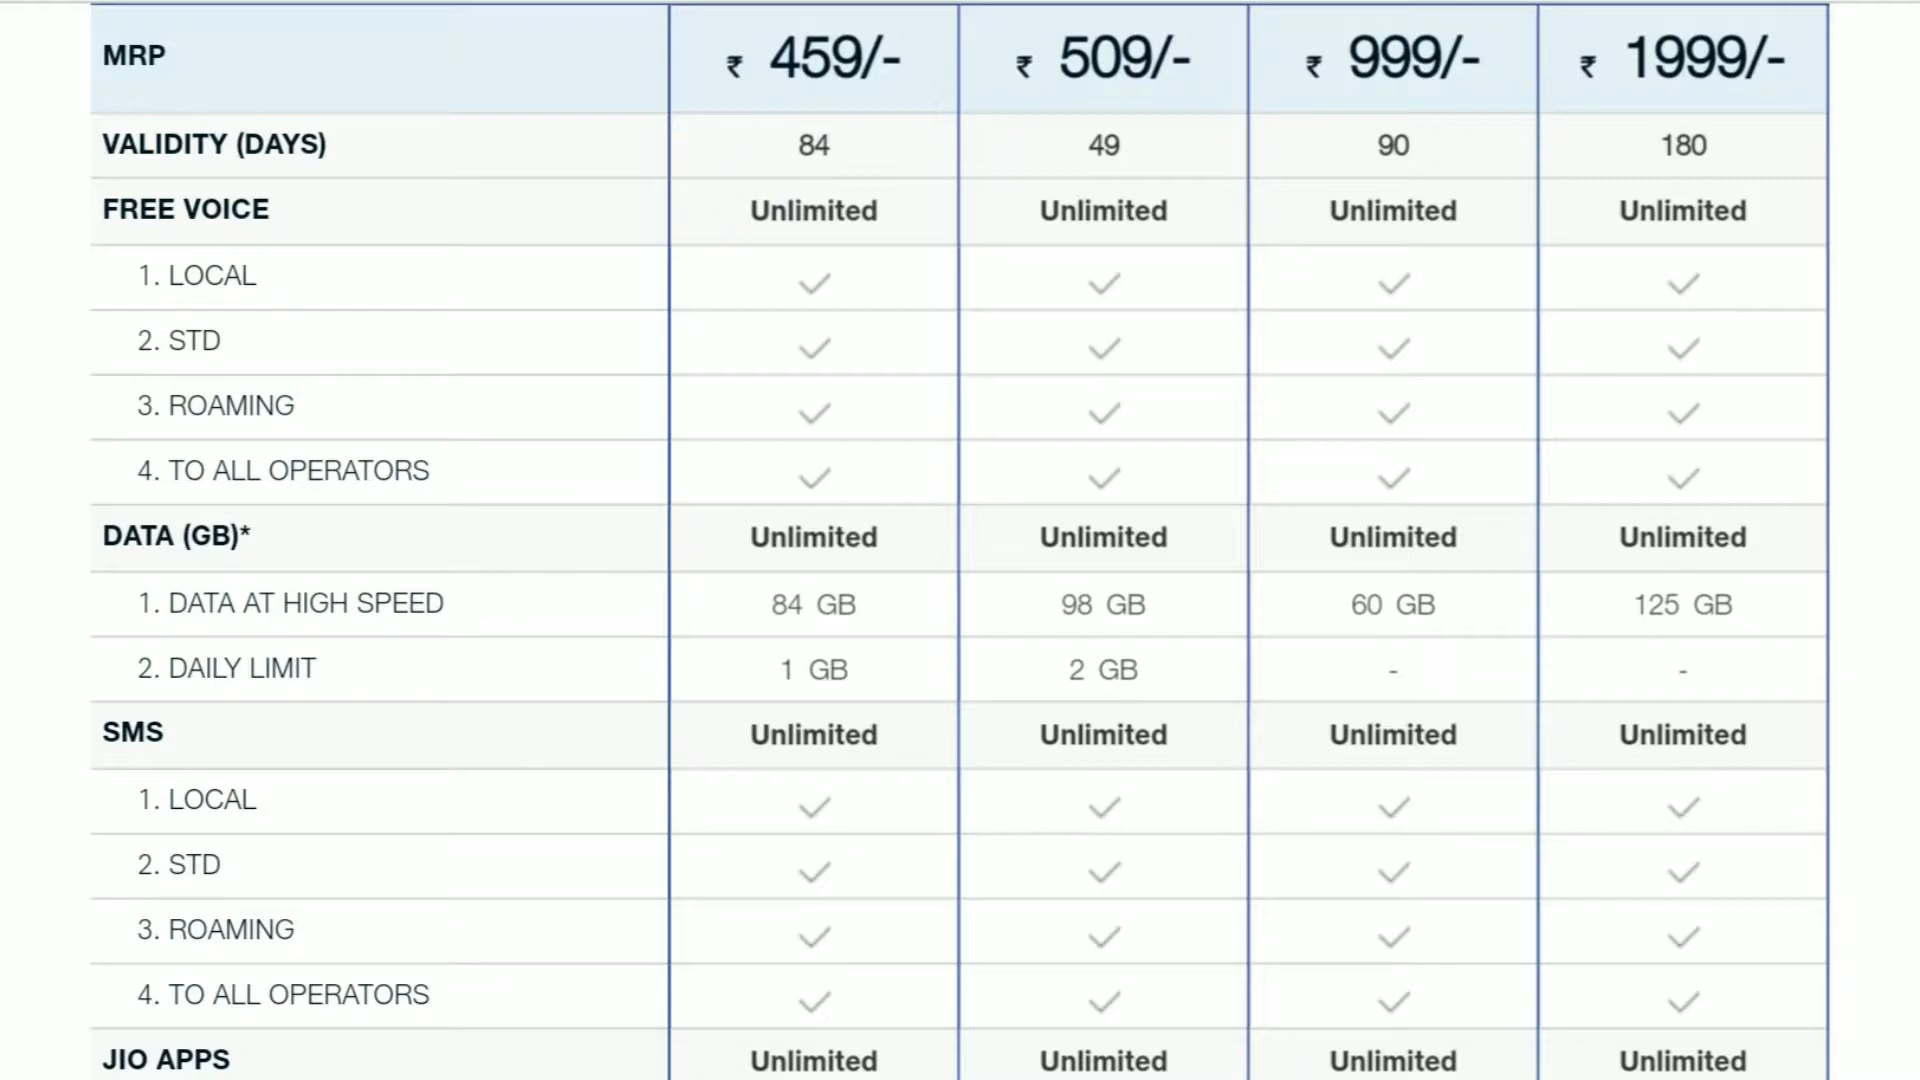 MRP ₹ 459/- ₹ 509/- ₹ 999/- ₹ 1999/-
VALIDITY (DAYS) 84 49 90 180
FREE VOICE Unlimited Unlimited Unlimited Unlimited
1. LOCAL
2. STD
3. ROAMING
4. TO ALL OPERATORS
DATA (GB)* Unlimited Unlimited Unlimited Unlimited
1. DATA AT HIGH SPEED 84 GB 98 GB 60 GB 125 GB
2. DAILY LIMIT 1 GB 2 GB - -
SMS Unlimited Unlimited Unlimited Unlimited
1. LOCAL
2. STD
3. ROAMING
4. TO ALL OPERATORS
JIO APPS Unlimited Unlimited Unlimited Unlimited